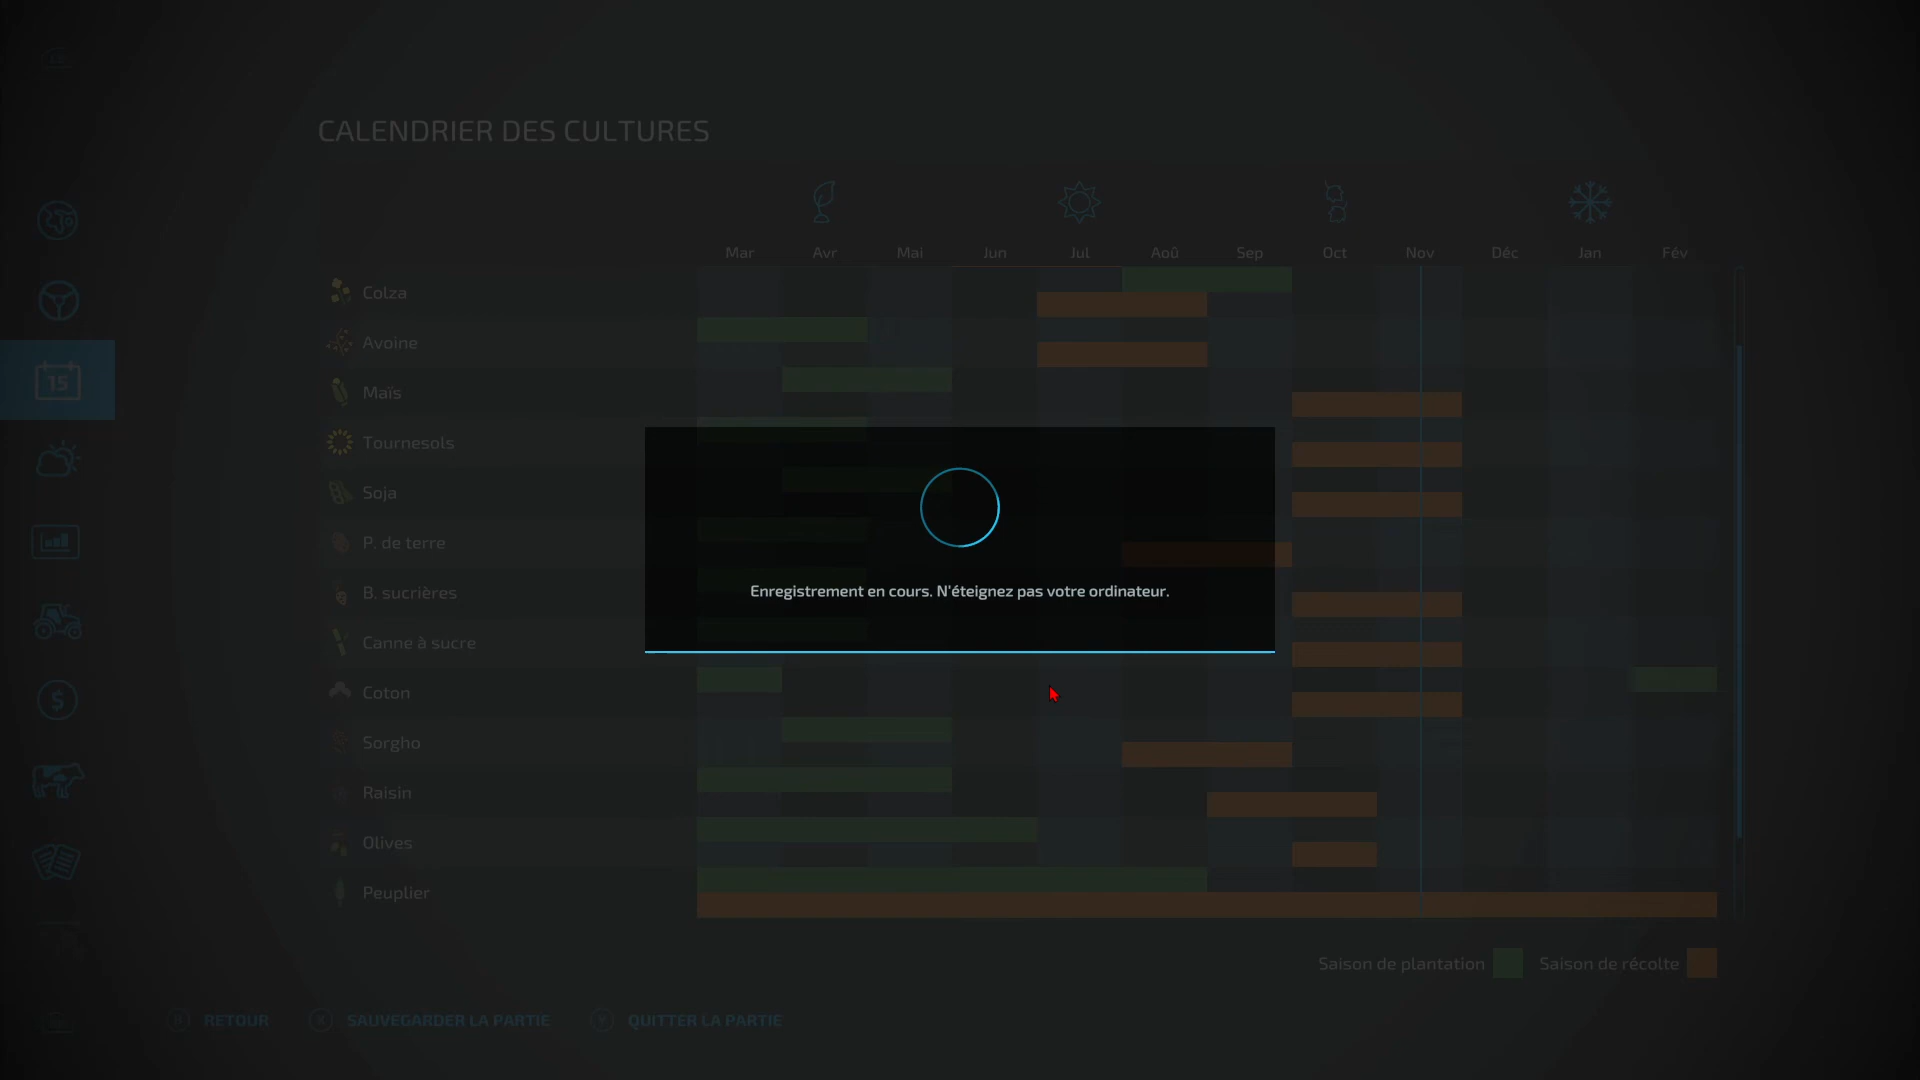 CALENDRIER DES CULTURES
Mar Avr Mai Jun Jul Aoû Sep Oct Nov Déc Jan Fév
Colza
Avoine
15
Maïs
Tournesols
Soja
P. de terre
Enregistrement en cours. N'éteignez pas votre ordinateur.
B. sucrières
Canne à sucre
Coton
$
Sorgho
Raisin
Olives
Peuplier
Saison de plantation Saison de récolte
B RETOUR X SAUVEGARDER LA PARTIE Y QUITTER LA PARTIE